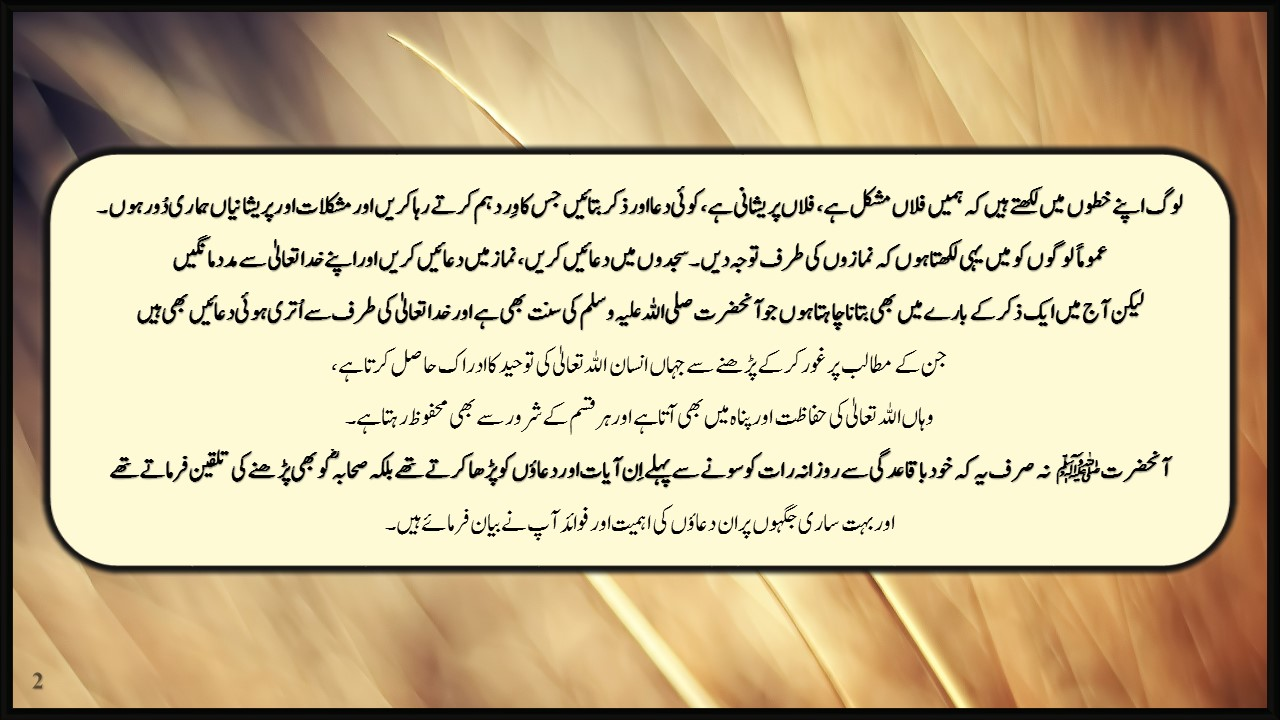 لوگ اپنے خطوں میں لکھتے ہیں کہ ہمیں فلاں مشکل ہے، فلاں پریشانی ہے، کوئی دعا اور ذکر بتائیں جس کا وِرد ہم کرتے رہا کریں اور مشکلات اور پریشانیاں ہماری دُور ہوں۔
عموماً لوگوں کو میں یہی لکھتا ہوں کہ نمازوں کی طرف توجہ دیں۔ سجدوں میں دعائیں کریں، نماز میں دعائیں کریں اور اپنے خدا تعالیٰ سے مدد مانگیں
لیکن آج میں ایک ذکر کے بارے میں بھی بتانا چاہتا ہوں جو آنحضرت صلی اللہ علیہ وسلم کی سنت بھی ہے اور خدا تعالیٰ کی طرف سے اُتری ہوئی دعائیں بھی ہیں
جن کے مطالب پر غور کر کے پڑھنے سے جہاں انسان اللہ تعالیٰ کی توحید کا ادراک حاصل کرتا ہے،
وہاں اللہ تعالیٰ کی حفاظت اور پناہ میں بھی آتا ہے اور ہر قسم کے شرور سے بھی محفوظ رہتا ہے۔
آنحضرت ﷺ نہ صرف یہ کہ خود باقاعدگی سے روزانہ رات کو سونے سے پہلے اِن آیات اور دعاؤں کو پڑھا کرتے تھے بلکہ صحابہؓ کو بھی پڑھنے کی تلقین فرماتے تھے
اور بہت ساری جگہوں پر ان دعاؤں کی اہمیت اور فوائد آپ نے بیان فرمائے ہیں۔
2